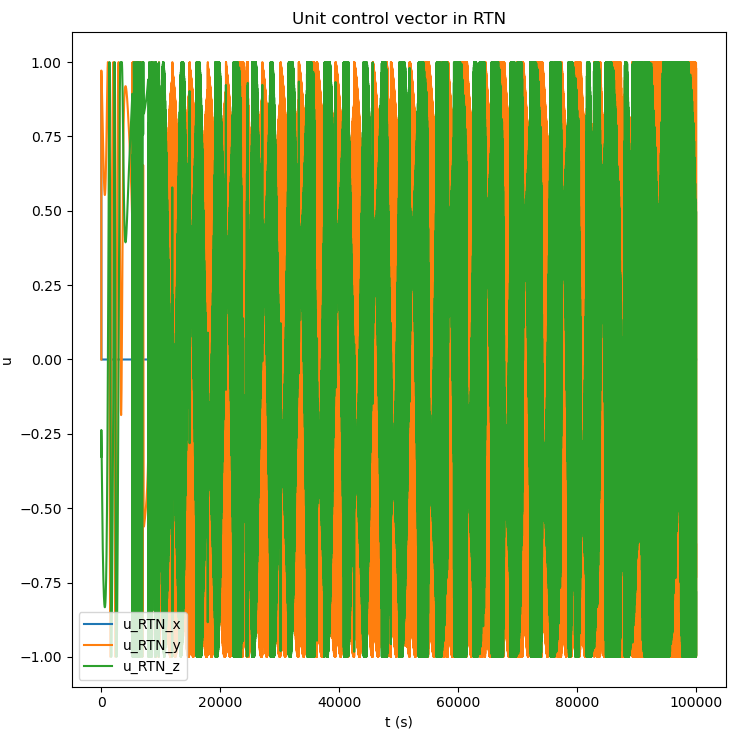 Unit control vector in RTN
1.00
0.75
0.50
0.25
0.00
−0.25
−0.50
−0.75
−1.00
u
u_RTN_x
u_RTN_y
u_RTN_z
0 20000 40000 60000 80000 100000
t (s)